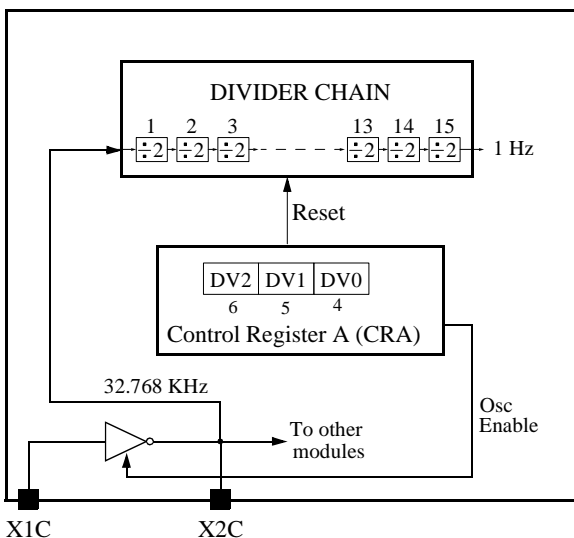 DIVIDER CHAIN
1 2 3 13 14 15
÷2 ÷2 ÷2 ÷2 ÷2 ÷2 1 Hz
Reset
DV2 DV1 DV0
6 5 4
Control Register A (CRA)
32.768 KHz
To other
modules
Osc
Enable
X1C X2C